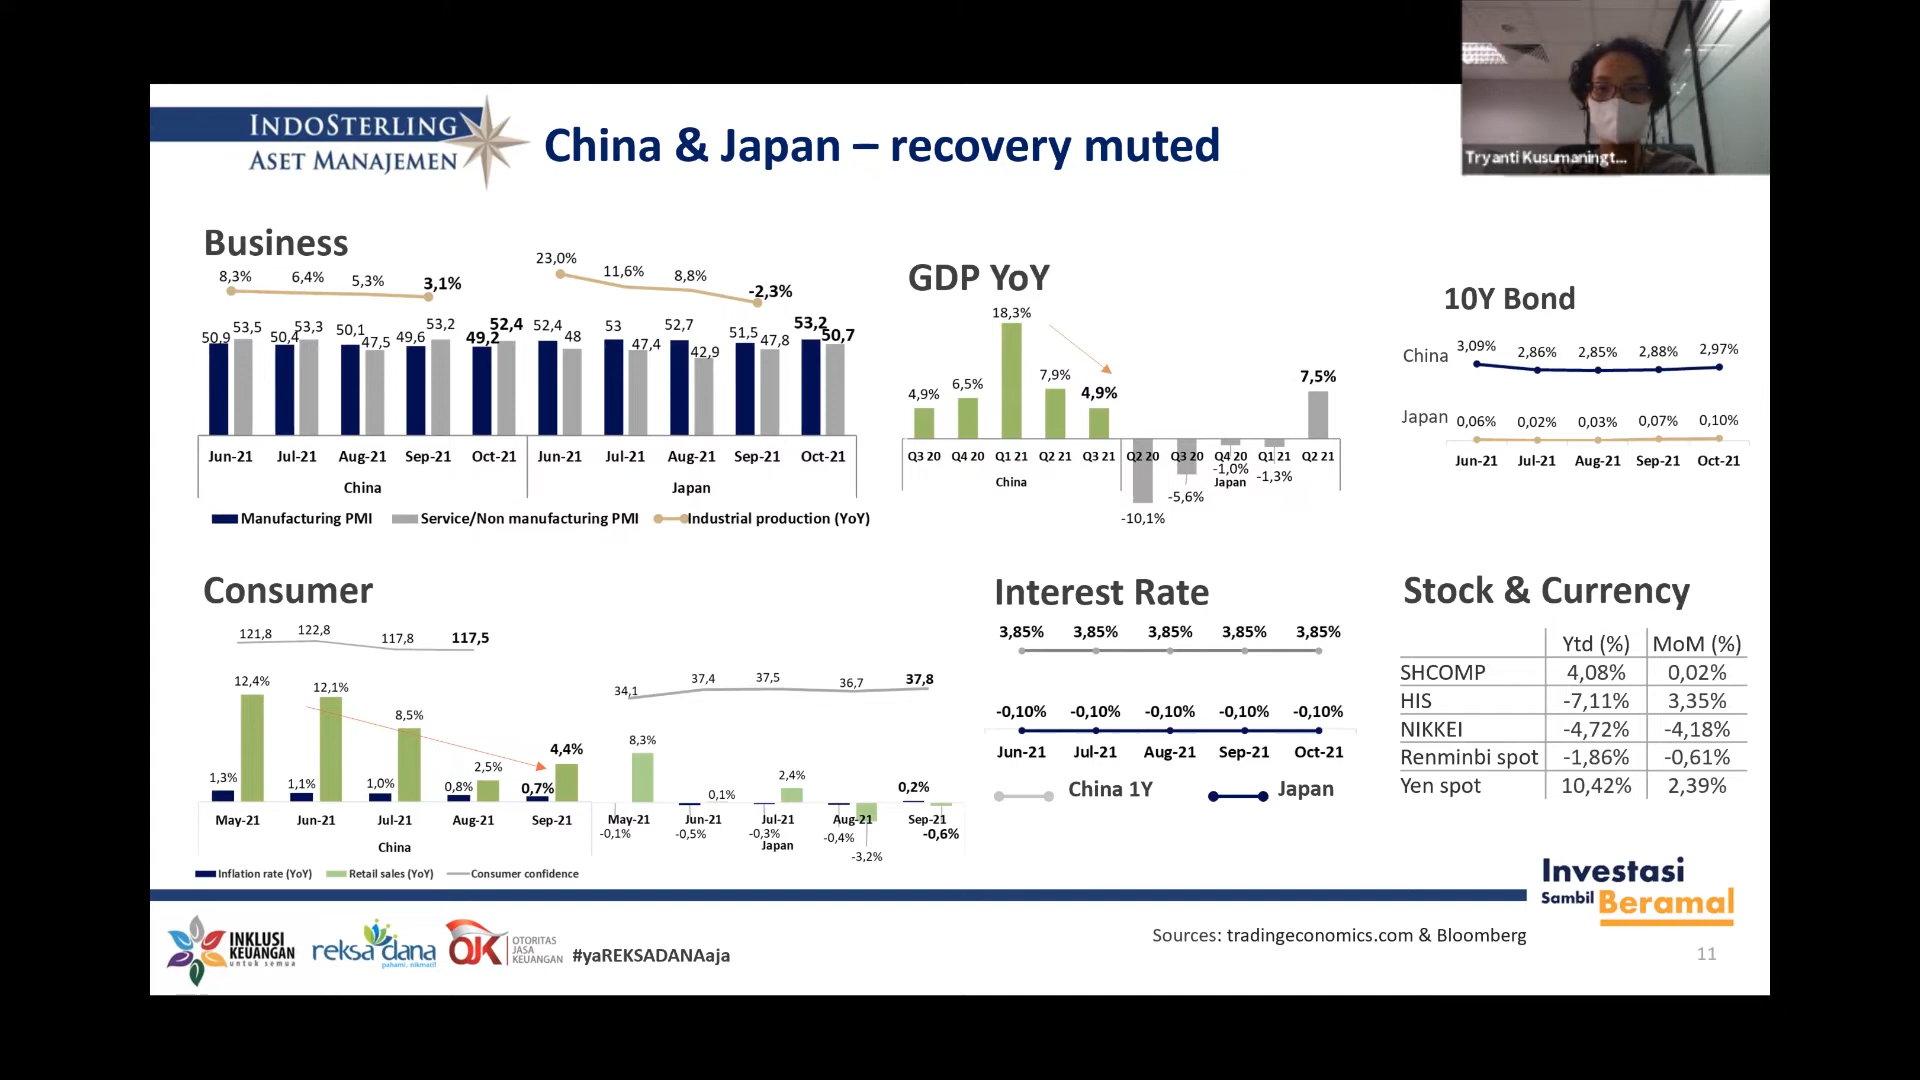 INDOSTERLING
ASET MANAJEMEN
China & Japan – recovery muted
Tryanti Kusumaningt...
Business
8,3% 6,4% 5,3% 3,1% 23,0% 11,6% 8,8% -2,3%
50,9 53,5 50,4 53,3 50,1 47,5 49,6 53,2 49,2 52,4 52,4 48 53 47,4 52,7 42,9 51,5 47,8 53,2 50,7
Jun-21 Jul-21 Aug-21 Sep-21 Oct-21 Jun-21 Jul-21 Aug-21 Sep-21 Oct-21
China Japan
Manufacturing PMI Service/Non manufacturing PMI Industrial production (YoY)
GDP YoY
4,9% 6,5% 18,3% 7,9% 4,9% 7,5%
Q3 20 Q4 20 Q1 21 Q2 21 Q3 21 Q2 20 Q3 20 Q4 20 Q1 21 Q2 21
-10,1% -5,6% -1,0% -1,3%
China Japan
10Y Bond
China 3,09% 2,86% 2,85% 2,88% 2,97%
Japan 0,06% 0,02% 0,03% 0,07% 0,10%
Jun-21 Jul-21 Aug-21 Sep-21 Oct-21
Consumer
121,8 122,8 117,8 117,5
34,1 37,4 37,5 36,7 37,8
12,4% 12,1% 8,5% 2,5% 4,4%
1,3% 1,1% 1,0% 0,8% 0,7%
8,3% 0,1% 2,4% 0,2%
May-21 Jun-21 Jul-21 Aug-21 Sep-21 May-21 Jun-21 Jul-21 Aug-21 Sep-21
-0,1% -0,5% -0,3% -0,4% -3,2% -0,6%
China Japan
Inflation rate (YoY) Retail sales (YoY) Consumer confidence
Interest Rate
3,85% 3,85% 3,85% 3,85% 3,85%
-0,10% -0,10% -0,10% -0,10% -0,10%
Jun-21 Jul-21 Aug-21 Sep-21 Oct-21
China 1Y Japan
Stock & Currency
Ytd (%) MoM (%)
SHCOMP 4,08% 0,02%
HIS -7,11% 3,35%
NIKKEI -4,72% -4,18%
Renminbi spot -1,86% -0,61%
Yen spot 10,42% 2,39%
Investasi
Sambil Beramal
INKLUSI
KEUANGAN
untuk semua
reksa dana
pahami, nikmati!
OJK
OTORITAS
JASA
KEUANGAN
#yaREKSADANAaja
Sources: tradingeconomics.com & Bloomberg
11